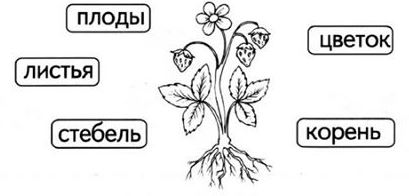 плоды
цветок
листья
стебель
корень